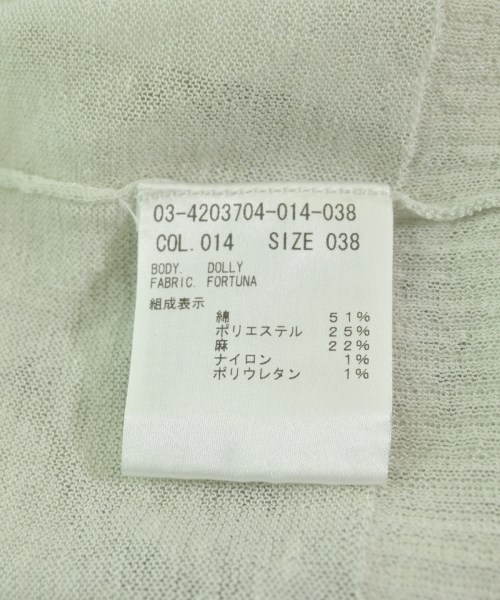 03-4203704-014-038
COL. 014 SIZE 038
BODY. DOLLY
FABRIC. FORTUNA
組成表示
綿 51%
ポリエステル 25%
麻 22%
ナイロン 1%
ポリウレタン 1%